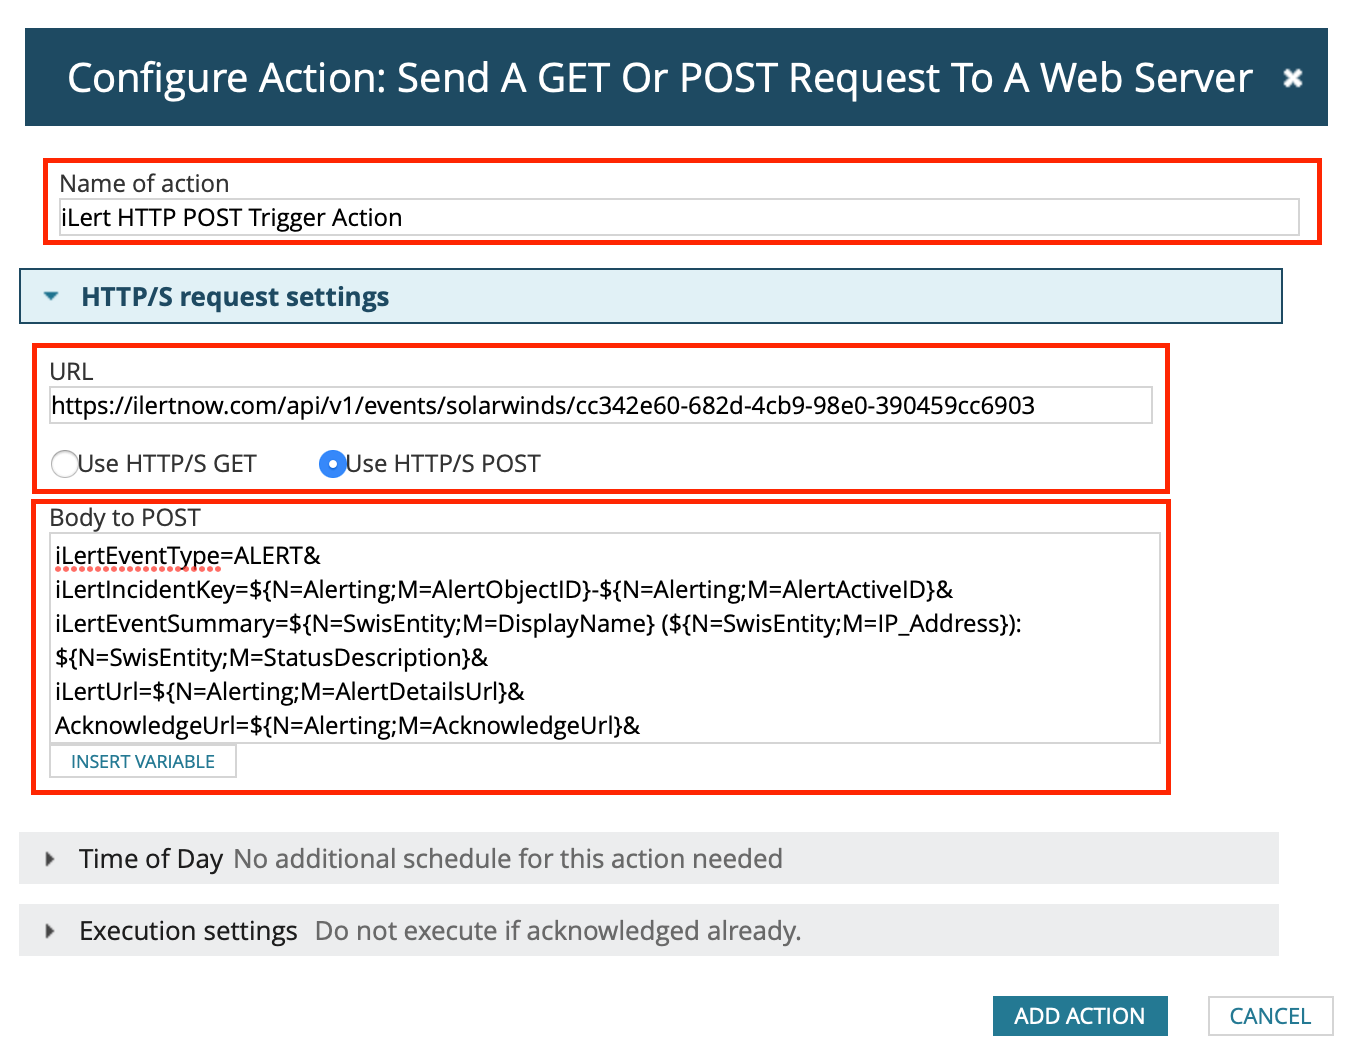 Configure Action: Send A GET Or POST Request To A Web Server
Name of action
iLert HTTP POST Trigger Action
HTTP/S request settings
URL
https://ilertnow.com/api/v1/events/solarwinds/cc342e60-682d-4cb9-98e0-390459cc6903
Use HTTP/S GET Use HTTP/S POST
Body to POST
iLertEventType=ALERT&
iLertIncidentKey=${N=Alerting;M=AlertObjectID}-${N=Alerting;M=AlertActiveID}&
iLertEventSummary=${N=SwisEntity;M=DisplayName} (${N=SwisEntity;M=IP_Address}):
${N=SwisEntity;M=StatusDescription}&
iLertUrl=${N=Alerting;M=AlertDetailsUrl}&
AcknowledgeUrl=${N=Alerting;M=AcknowledgeUrl}&
INSERT VARIABLE
Time of Day No additional schedule for this action needed
Execution settings Do not execute if acknowledged already.
ADD ACTION CANCEL